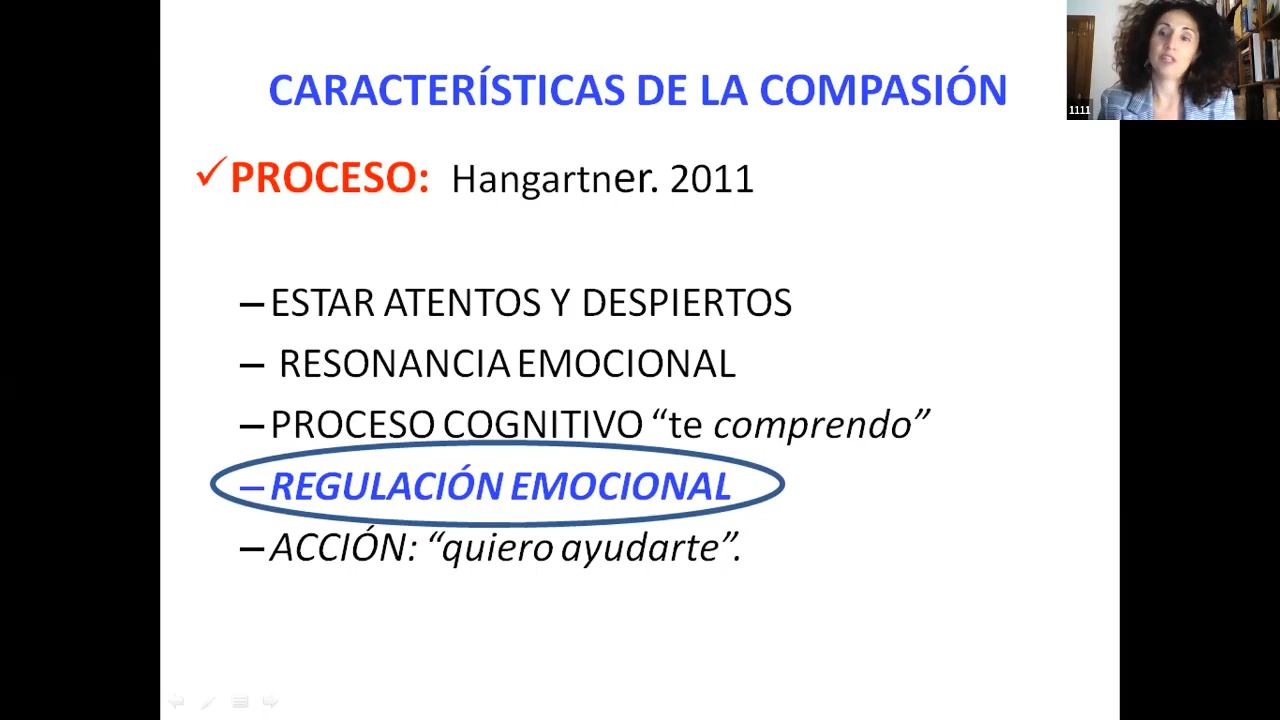 CARACTERÍSTICAS DE LA COMPASIÓN
✓PROCESO: Hangartner. 2011
–ESTAR ATENTOS Y DESPIERTOS
– RESONANCIA EMOCIONAL
–PROCESO COGNITIVO “te comprendo”
–REGULACIÓN EMOCIONAL
–ACCIÓN: “quiero ayudarte”.
1111